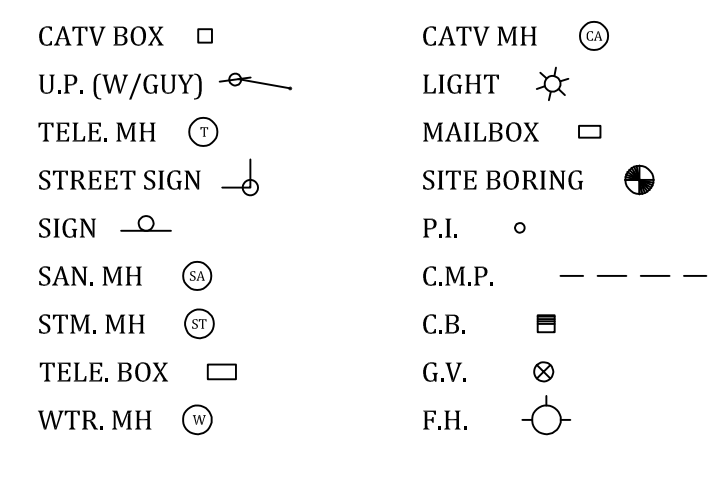 CATV BOX
U.P. (W/GUY)
TELE. MH T
STREET SIGN
SIGN
SAN. MH SA
STM. MH ST
TELE. BOX
WTR. MH W
CATV MH CA
LIGHT
MAILBOX
SITE BORING
P.I.
C.M.P.
C.B.
G.V.
F.H.